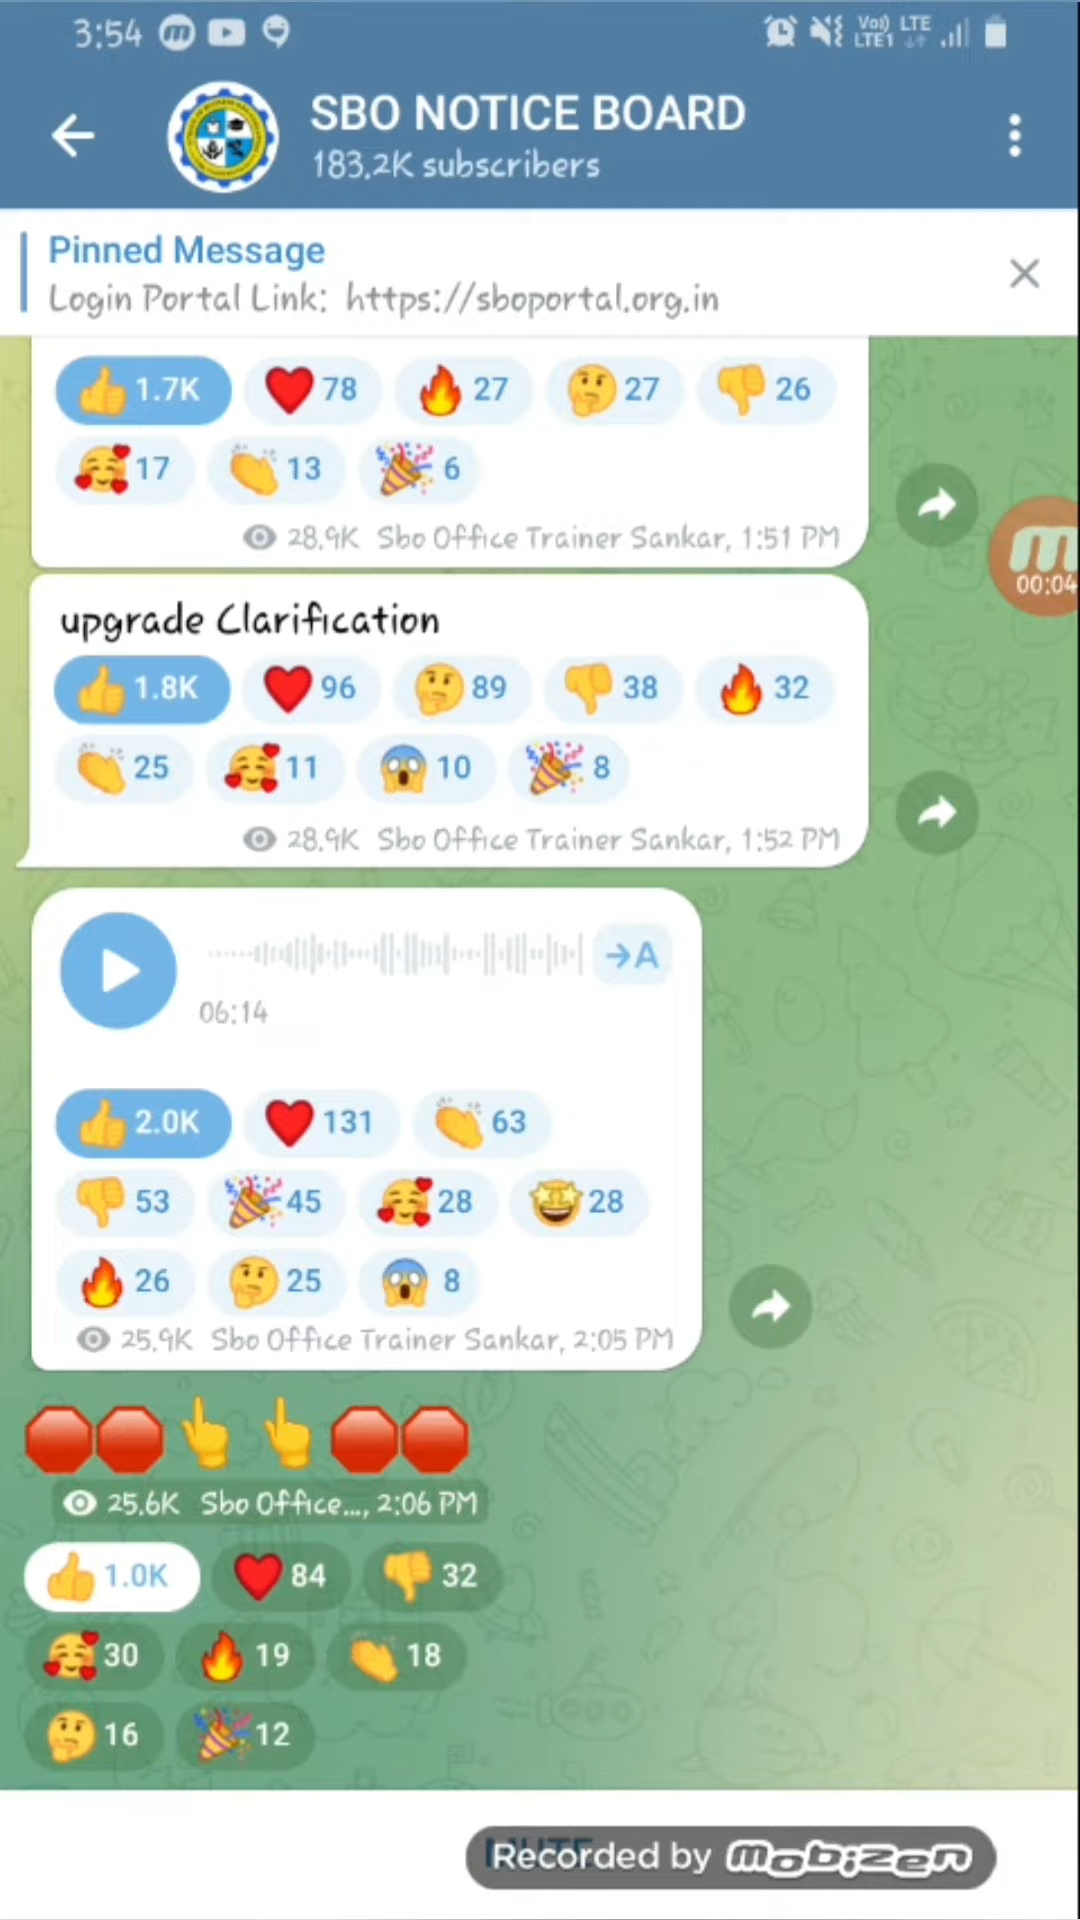 3:54
Vo) LTE
LTE1
SBO NOTICE BOARD
183.2K subscribers
Pinned Message
Login Portal Link: https://sboportal.org.in
1.7K 78 27 27 26
17 13 6
28.9K Sbo Office Trainer Sankar, 1:51 PM
00:04
upgrade Clarification
1.8K 96 89 38 32
25 11 10 8
28.9K Sbo Office Trainer Sankar, 1:52 PM
→A
06:14
2.0K 131 63
53 45 28 28
26 25 8
25.9K Sbo Office Trainer Sankar, 2:05 PM
25.6K Sbo Office..., 2:06 PM
1.0K 84 32
30 19 18
16 12
MUTE
Recorded by mobizen